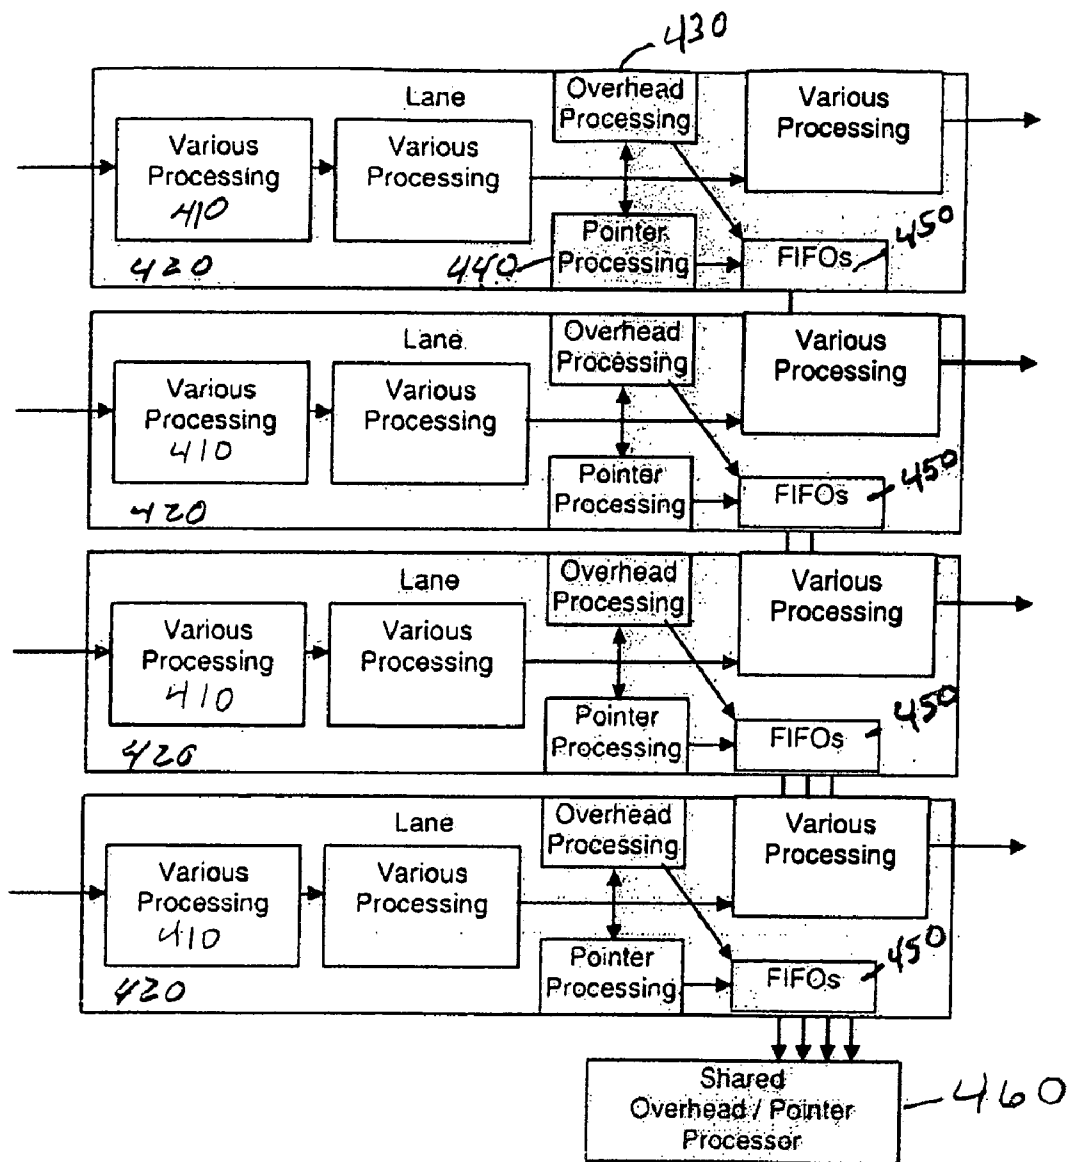 430
Lane
Overhead
Processing
Various
Processing
Various
Processing
410
Various
Processing
420
440
Pointer
Processing
FIFOs
450
Lane
Overhead
Processing
Various
Processing
Various
Processing
410
Various
Processing
420
Pointer
Processing
FIFOs
450
Lane
Overhead
Processing
Various
Processing
Various
Processing
410
Various
Processing
420
Pointer
Processing
FIFOs
450
Lane
Overhead
Processing
Various
Processing
Various
Processing
410
Various
Processing
420
Pointer
Processing
FIFOs
450
Shared
Overhead / Pointer
Processor
460